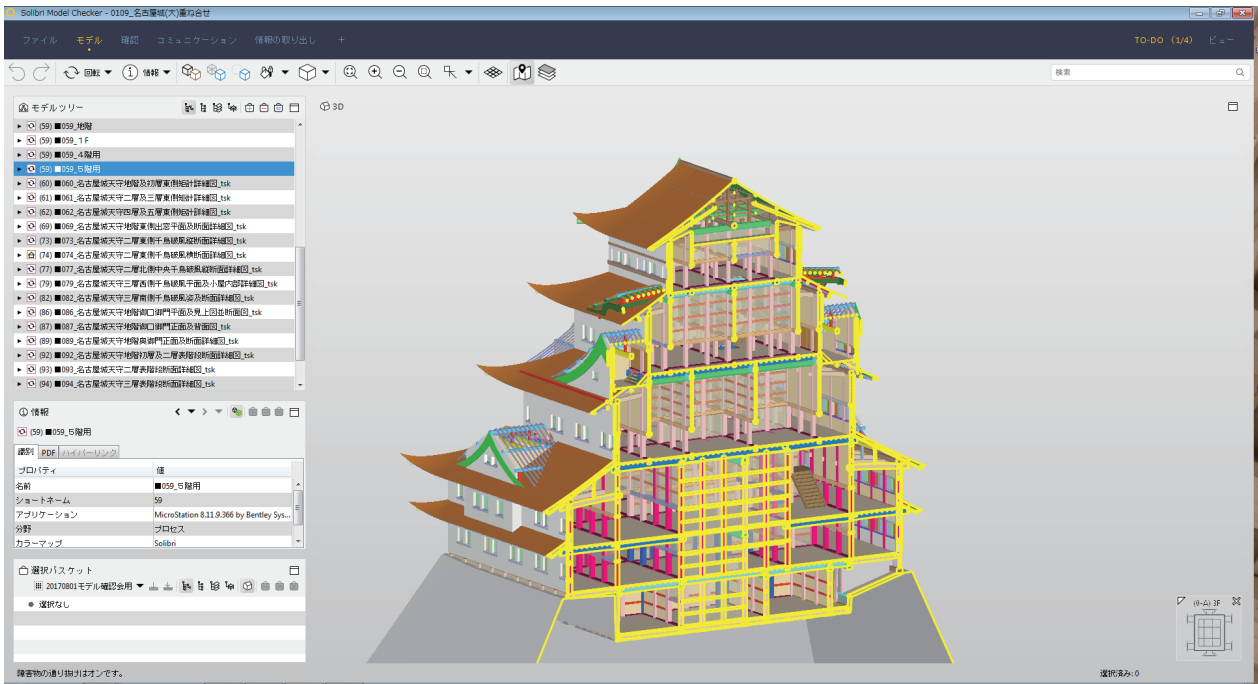 Solibri Model Checker - 0109_名古屋城(大)重ね合せ
ファイル モデル 確認 コミュニケーション 情報の取り出し +
TO-DO (1/4) ビュー
回転 情報
検索
モデルツリー
3D
(59) ■059_地階
(59) ■059_1F
(59) ■059_4階用
(59) ■059_5階用
(60) ■060_名古屋城天守地階及初層東側矩計詳細図_tsk
(61) ■061_名古屋城天守二層及三層東側矩計詳細図_tsk
(62) ■062_名古屋城天守四層及五層東側矩計詳細図_tsk
(69) ■069_名古屋城天守地階東側出窓平面及断面詳細図_tsk
(73) ■073_名古屋城天守二層東側千鳥破風縦断面詳細図_tsk
(74) ■074_名古屋城天守二層東側千鳥破風横断面詳細図_tsk
(77) ■077_名古屋城天守二層北側中央千鳥破風縦断面詳細図_tsk
(79) ■079_名古屋城天守三層西側千鳥破風平面及小屋内部詳細図_tsk
(82) ■082_名古屋城天守三層南側千鳥破風姿及断面詳細図_tsk
(86) ■086_名古屋城天守地階御口御門平面及見上図並断面図_tsk
(87) ■087_名古屋城天守地階御口御門正面及背面図_tsk
(89) ■089_名古屋城天守地階奥御門正面及断面詳細図_tsk
(92) ■092_名古屋城天守地階初層及二層表階段断面詳細図_tsk
(93) ■093_名古屋城天守三層表階段断面詳細図_tsk
(94) ■094_名古屋城天守三層表階段断面詳細図_tsk
情報
(59) ■059_5階用
識別 PDF ハイパーリンク
プロパティ 値
名前 ■059_5階用
ショートネーム 59
アプリケーション MicroStation 8.11.9.366 by Bentley Sys...
分野 プロセス
カラーマップ Solibri
選択バスケット
20170801モデル確認会用
選択なし
(θ-A) 3F
障害物の通り抜けはオンです。
選択済み: 0